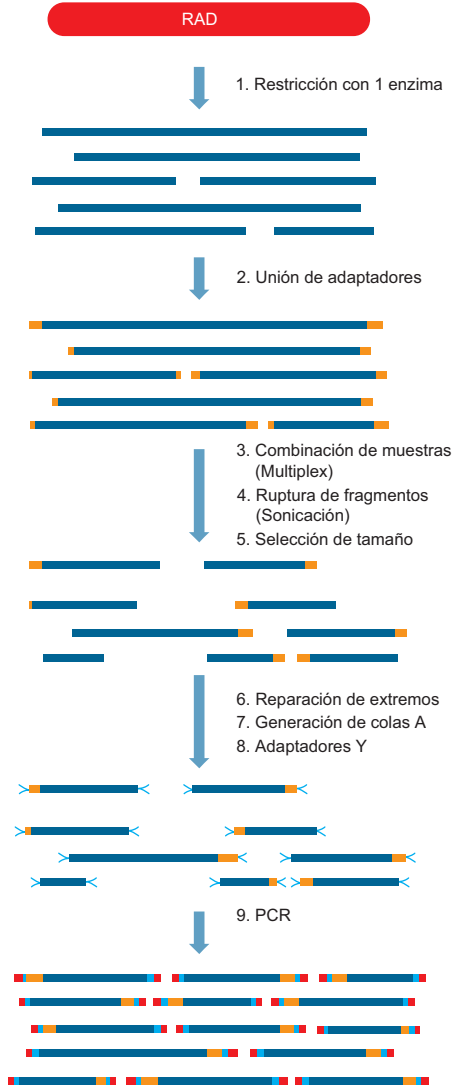 RAD
1. Restricción con 1 enzima
2. Unión de adaptadores
3. Combinación de muestras
(Multiplex)
4. Ruptura de fragmentos
(Sonicación)
5. Selección de tamaño
6. Reparación de extremos
7. Generación de colas A
8. Adaptadores Y
9. PCR